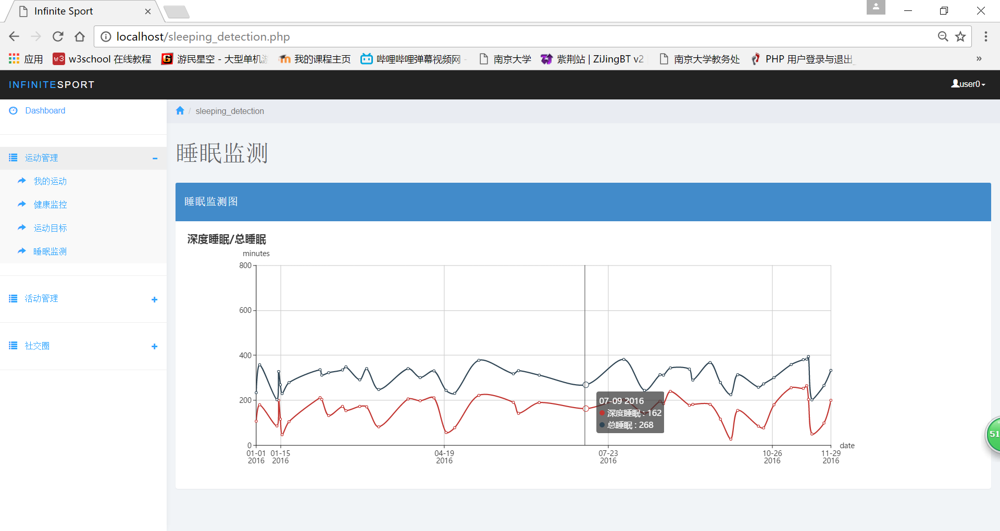 Infinite Sport
localhost/sleeping_detection.php
应用 w3school 在线教程 游民星空 - 大型单机游 我的课程主页 哔哩哔哩弹幕视频网 - 南京大学 紫荆站 | ZiJingBT v2 南京大学教务处 PHP 用户登录与退出 »
INFINITESPORT user0
Dashboard
/ sleeping_detection
睡眠监测
运动管理
我的运动
健康监控
运动目标
睡眠监测
活动管理
社交圈
睡眠监测图
深度睡眠/总睡眠
minutes
800
600
400
200
0
07-09 2016
深度睡眠 : 162
总睡眠 : 268
date
01-01 01-15 04-19 07-23 10-26 11-29
2016 2016 2016 2016 2016 2016
51